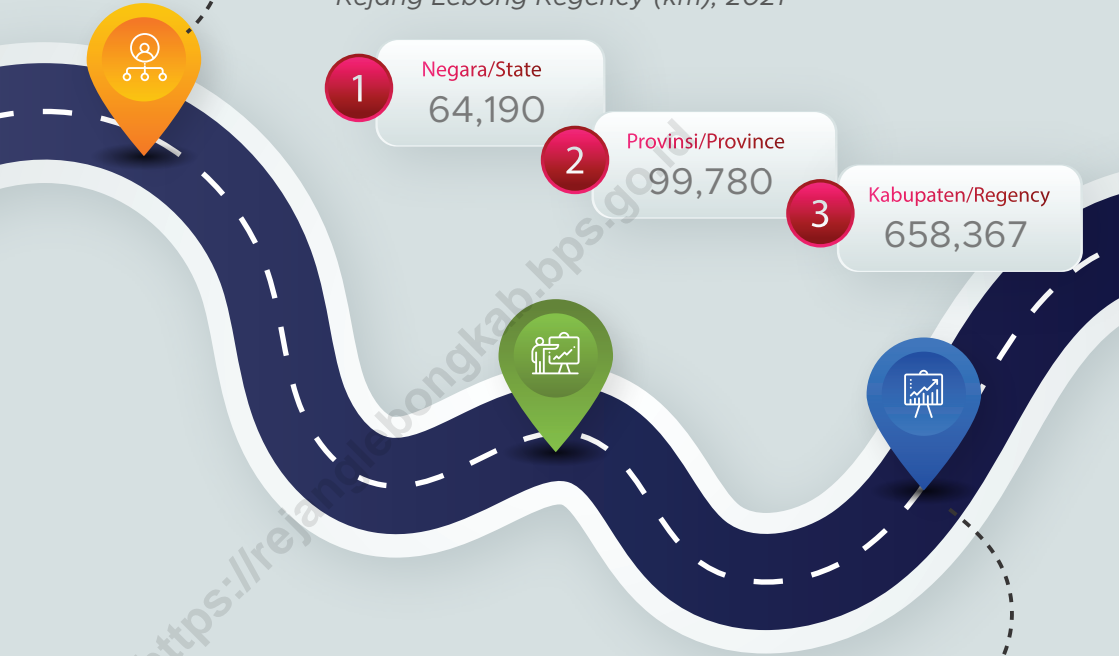 Rejang Lebong Regency (km), 2021
1
Negara/State
64,190
2
Provinsi/Province
99,780
3
Kabupaten/Regency
658,367
https://rejanglebongkab.bps.go.id